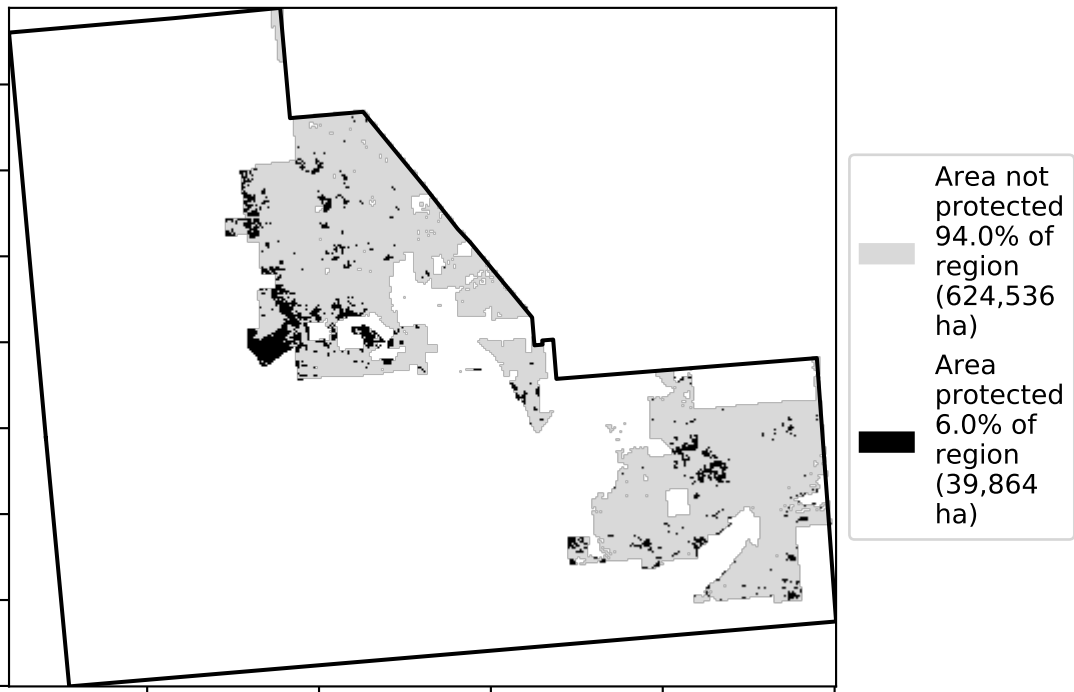 Area not
protected
94.0% of
region
(624,536
ha)
Area
protected
6.0% of
region
(39,864
ha)